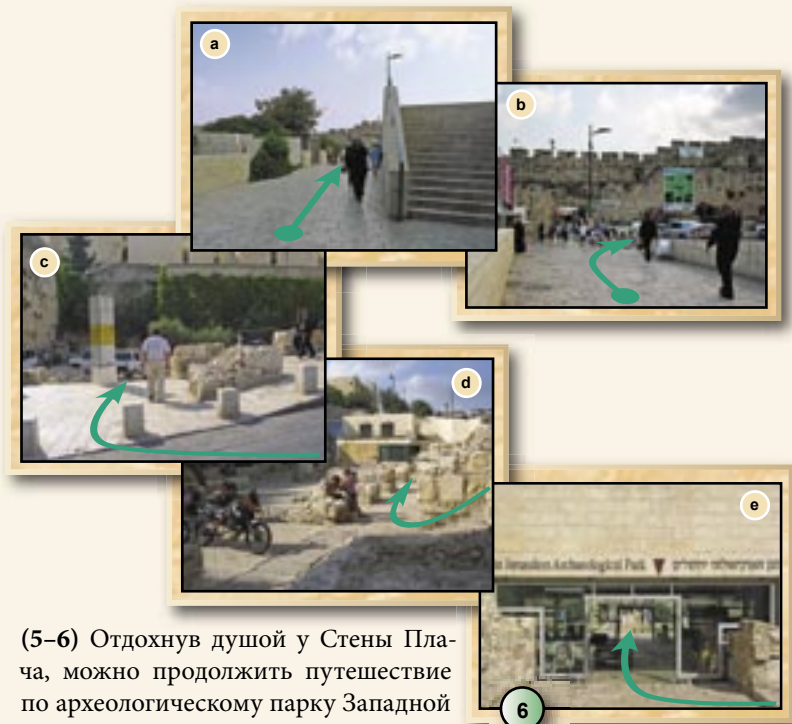 a
b
c
d
e
Jerusalem Archaeological Park
(5–6) Отдохнув душой у Стены Пла-
ча, можно продолжить путешествие
по археологическому парку Западной
6